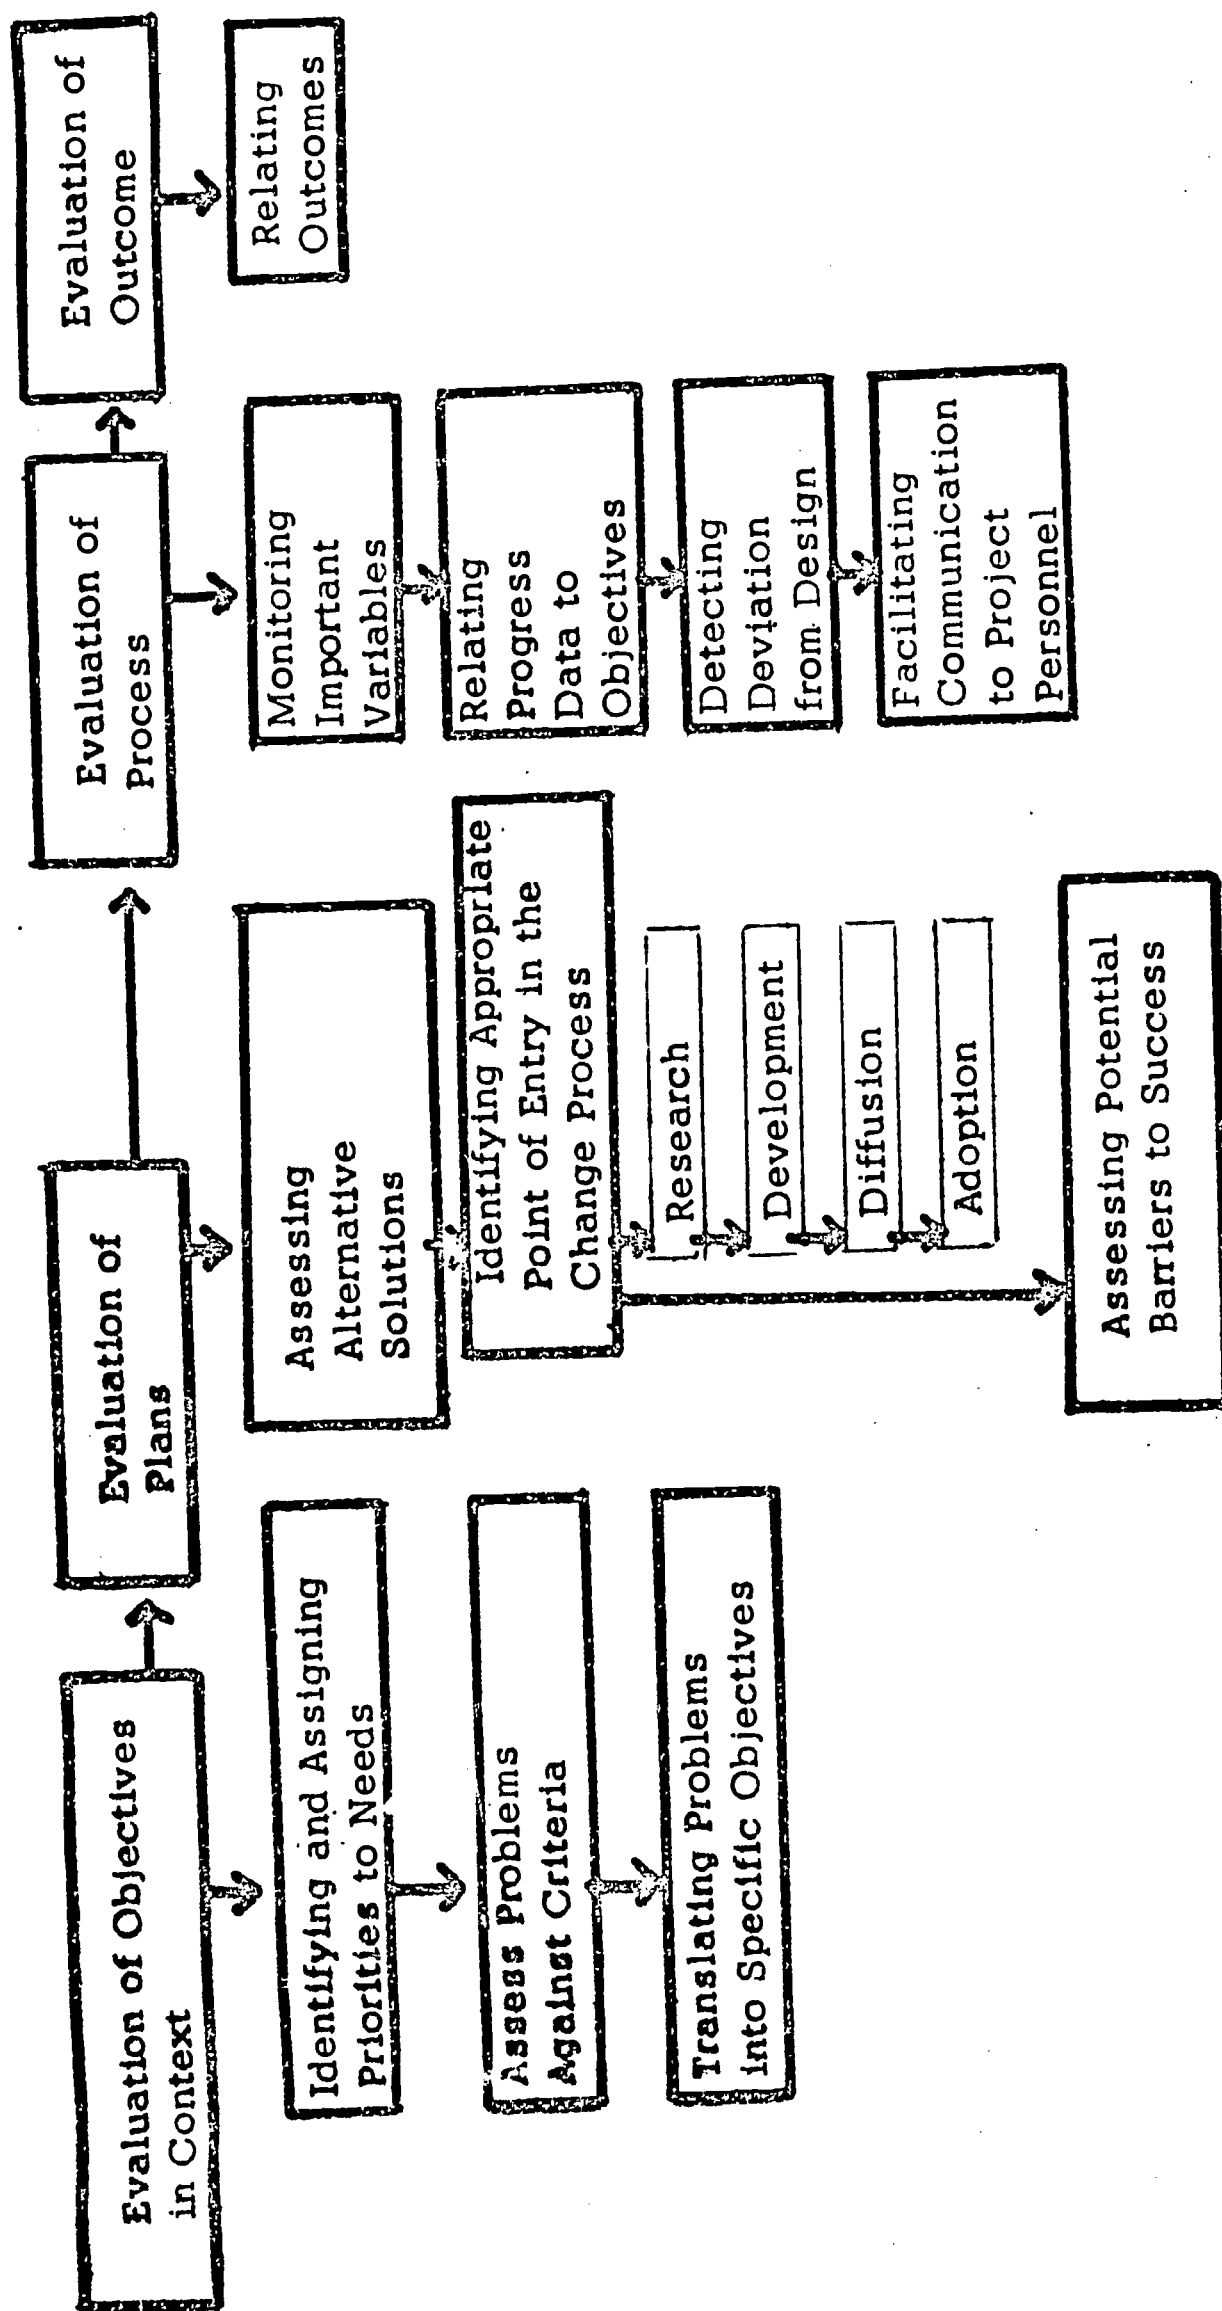 Evaluation of Objectives
in Context
Identifying and Assigning
Priorities to Needs
Assess Problems
Against Criteria
Translating Problems
into Specific Objectives
Evaluation of
Plans
Assessing
Alternative
Solutions
Identifying Appropriate
Point of Entry in the
Change Process
Research
Development
Diffusion
Adoption
Assessing Potential
Barriers to Success
Evaluation of
Process
Monitoring
Important
Variables
Relating
Progress
Data to
Objectives
Detecting
Deviation
from Design
Facilitating
Communication
to Project
Personnel
Evaluation of
Outcome
Relating
Outcomes